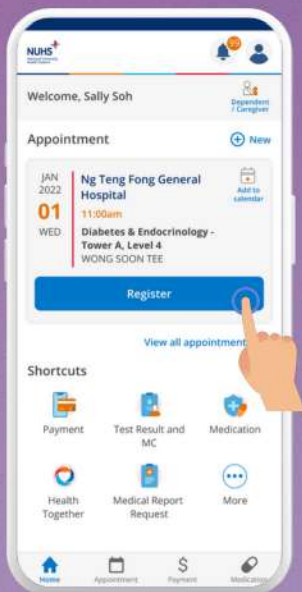 NUHS
99
Welcome, Sally Soh
Dependent
/ Caregiver
Appointment
New
JAN
2022
01
WED
Ng Teng Fong General
Hospital
11:00am
Diabetes & Endocrinology -
Tower A, Level 4
WONG SOON TEE
Add to
calendar
Register
View all appointment
Shortcuts
Payment
Test Result and
MC
Medication
Health
Together
Medical Report
Request
More
Home
Appointment
Payment
Medication